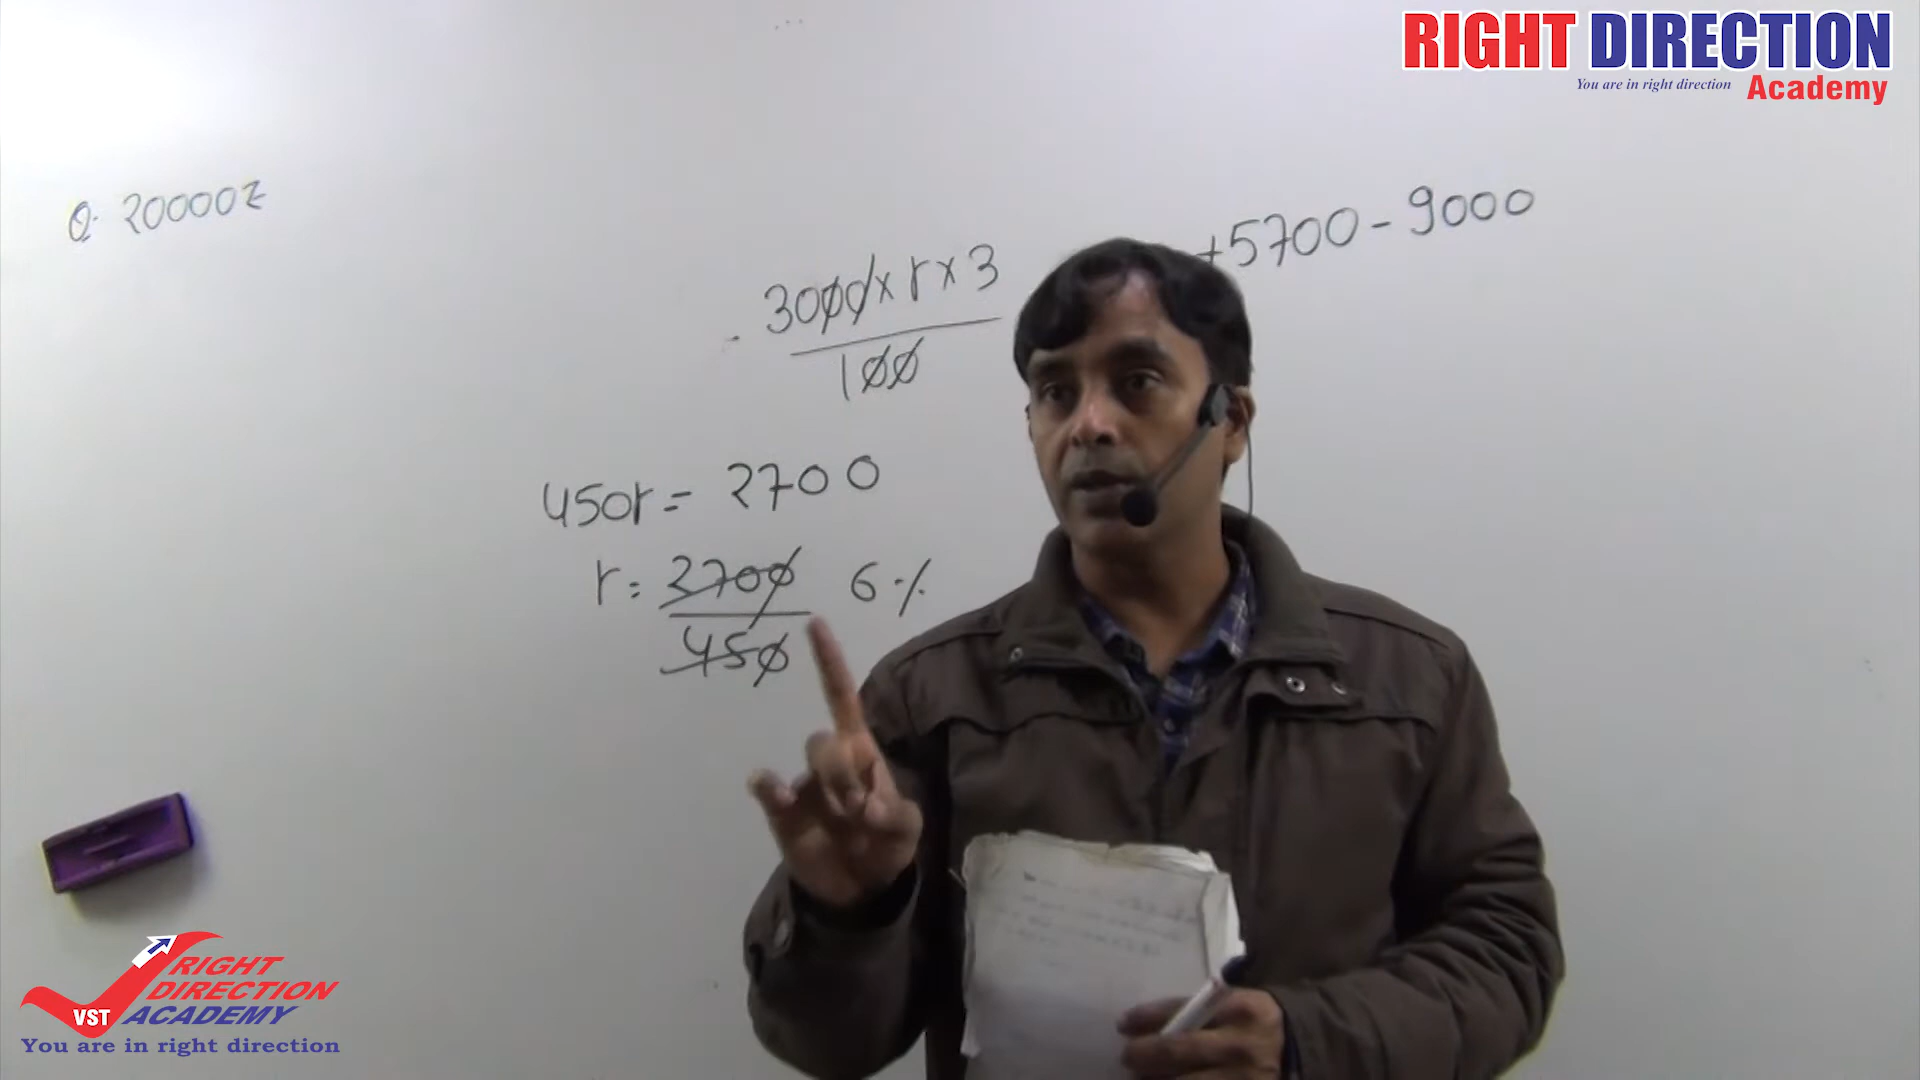 RIGHT DIRECTION
You are in right direction Academy
Q. 20000₹
3000 x r x 3
100
+5700 - 9000
450r = 2700
r = 2700 6%
450
RIGHT
DIRECTION
VST ACADEMY
You are in right direction